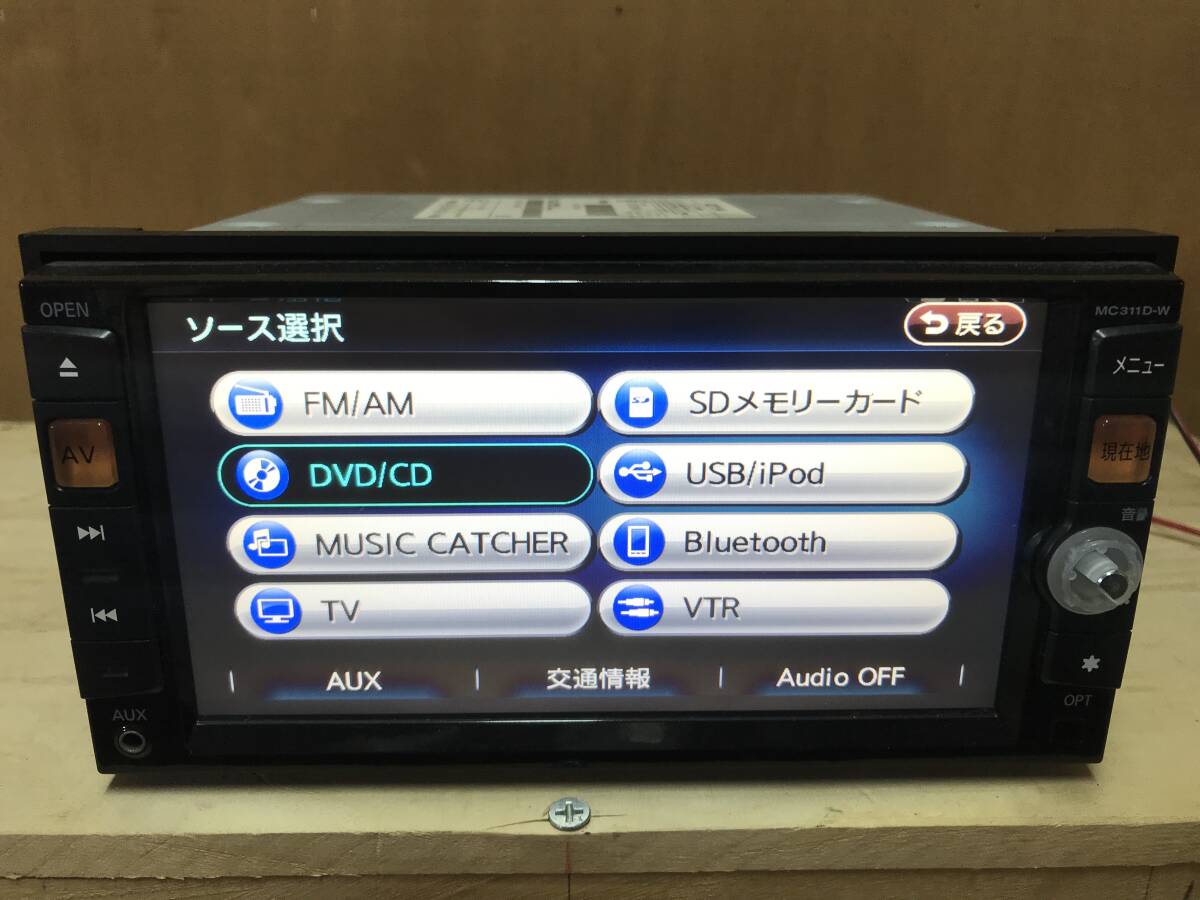 OPEN
MC311D-W
ソース選択
戻る
メニュー
FM/AM
SDメモリーカード
AV
DVD/CD
USB/iPod
現在地
音量
MUSIC CATCHER
Bluetooth
TV
VTR
AUX
交通情報
Audio OFF
OPT
AUX